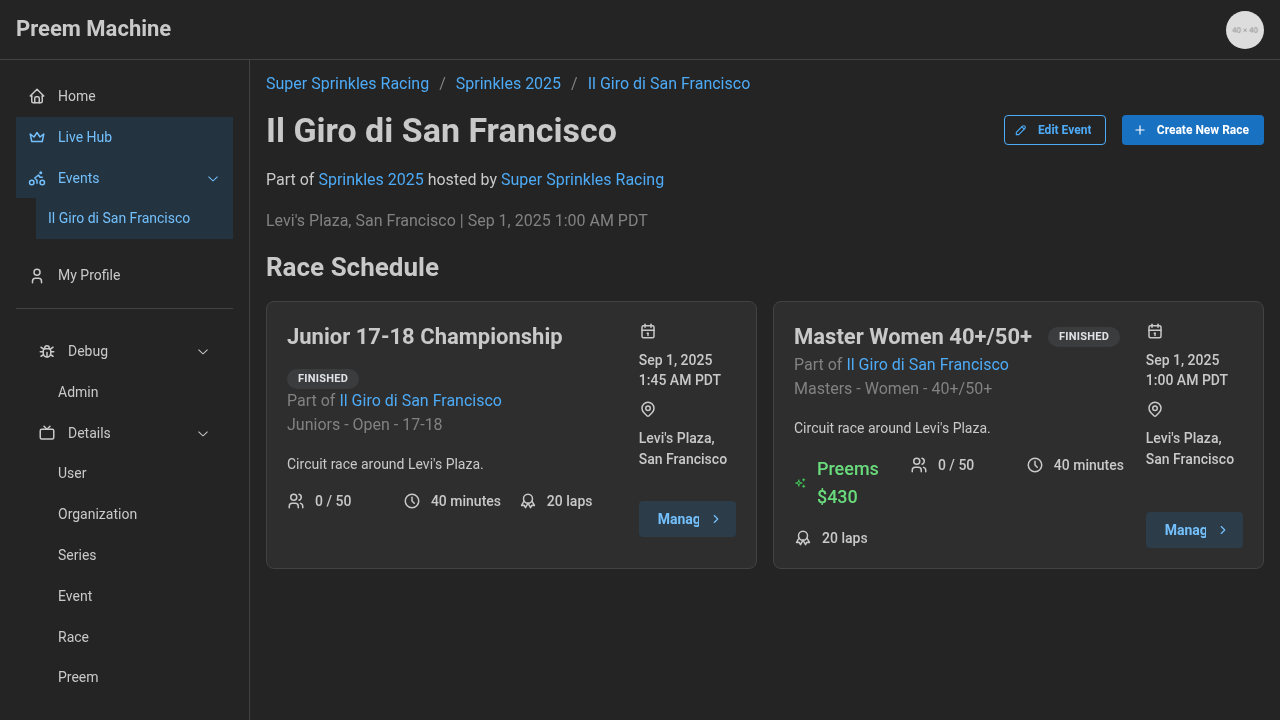 Preem Machine
40 × 40
Home
Live Hub
Events
Il Giro di San Francisco
My Profile
Debug
Admin
Details
User
Organization
Series
Event
Race
Preem
Super Sprinkles Racing / Sprinkles 2025 / Il Giro di San Francisco
Il Giro di San Francisco
Edit Event
Create New Race
Part of Sprinkles 2025 hosted by Super Sprinkles Racing
Levi's Plaza, San Francisco | Sep 1, 2025 1:00 AM PDT
Race Schedule
Junior 17-18 Championship
FINISHED
Part of Il Giro di San Francisco
Juniors - Open - 17-18
Circuit race around Levi's Plaza.
0 / 50
40 minutes
20 laps
Sep 1, 2025
1:45 AM PDT
Levi's Plaza,
San Francisco
Manag
Master Women 40+/50+
FINISHED
Part of Il Giro di San Francisco
Masters - Women - 40+/50+
Circuit race around Levi's Plaza.
Preems
$430
0 / 50
40 minutes
20 laps
Sep 1, 2025
1:00 AM PDT
Levi's Plaza,
San Francisco
Manag